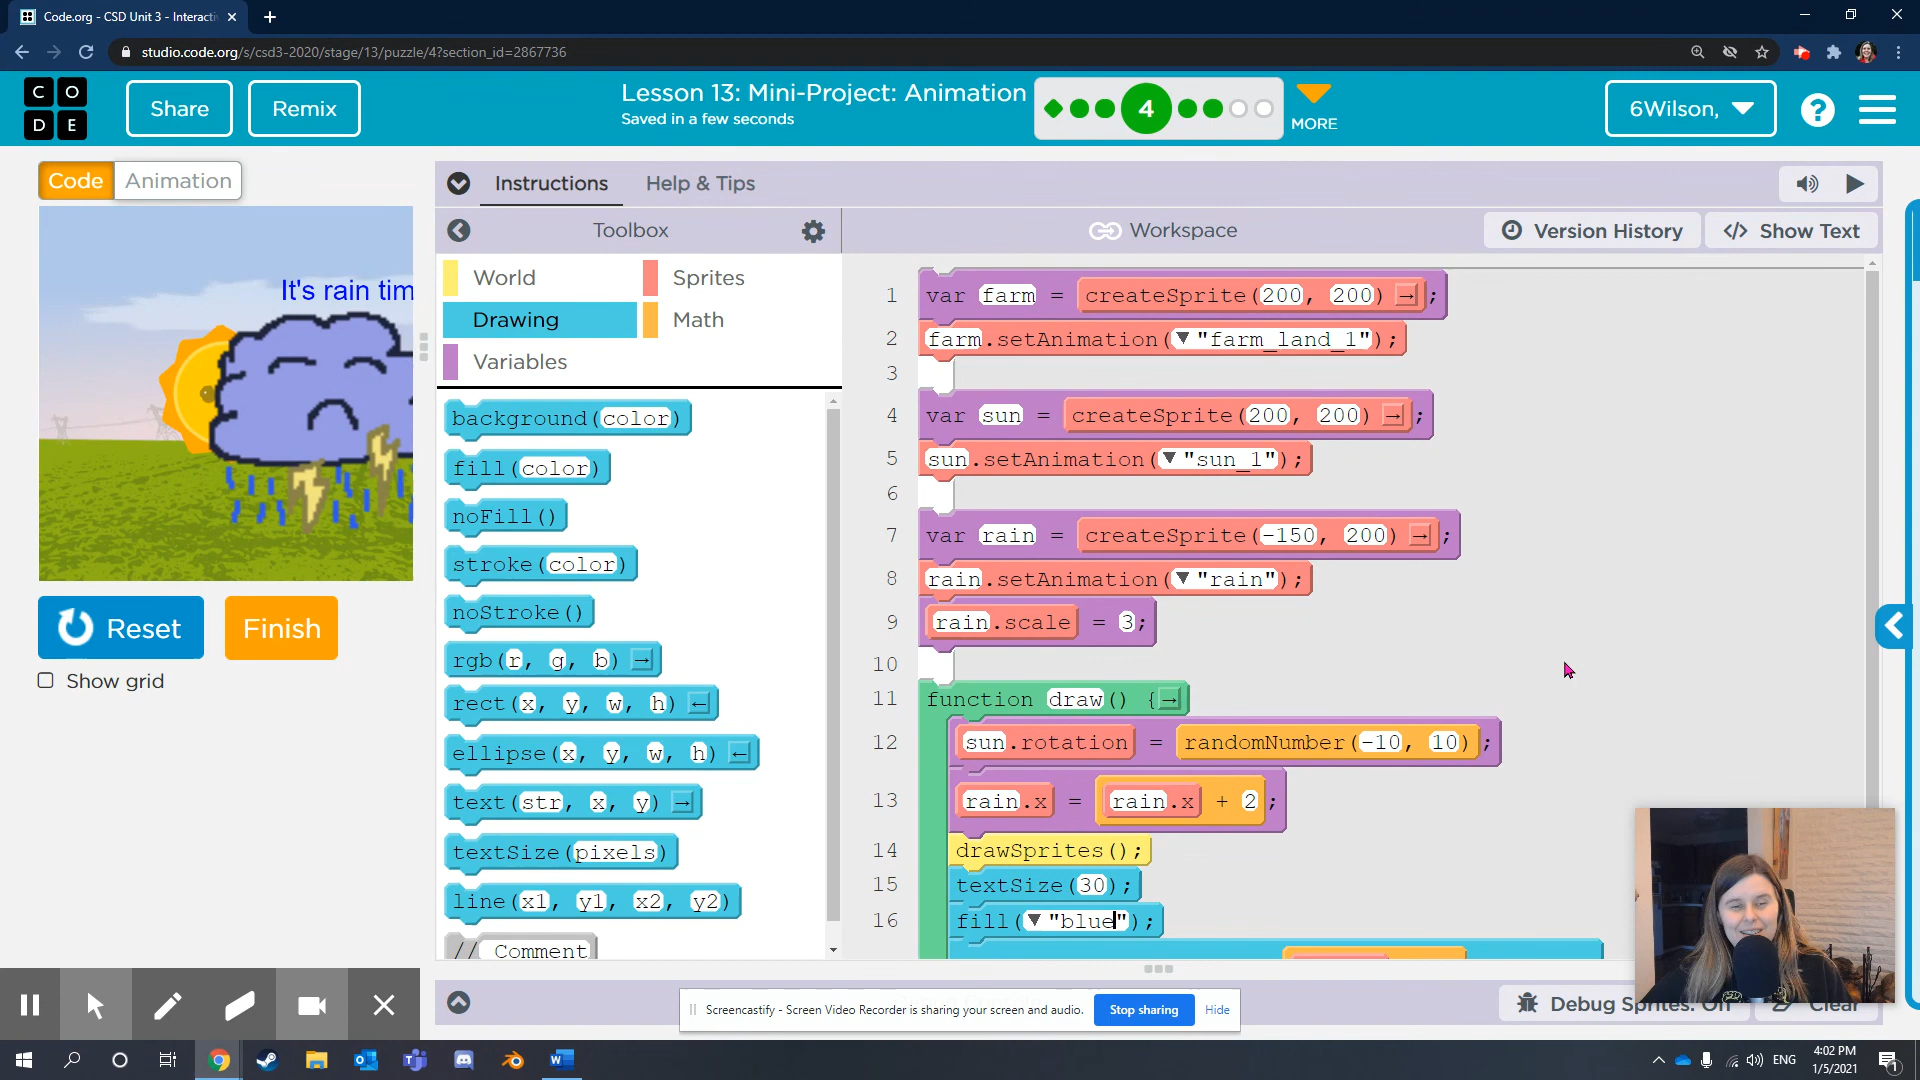 Code.org - CSD Unit 3 - Interacti
studio.code.org/s/csd3-2020/stage/13/puzzle/4?section_id=2867736
C O
D E
Share
Remix
Lesson 13: Mini-Project: Animation
Saved in a few seconds
4
MORE
6Wilson,
?
Code
Animation
Instructions
Help & Tips
Toolbox
Workspace
Version History
</> Show Text
It's rain tim
Reset
Finish
Show grid
World
Sprites
Drawing
Math
Variables
background(color)
fill(color)
noFill()
stroke(color)
noStroke()
rgb(r, g, b)
rect(x, y, w, h)
ellipse(x, y, w, h)
text(str, x, y)
textSize(pixels)
line(x1, y1, x2, y2)
// Comment
1 var farm = createSprite(200, 200);
2 farm.setAnimation("farm_land_1");
3
4 var sun = createSprite(200, 200);
5 sun.setAnimation("sun_1");
6
7 var rain = createSprite(-150, 200);
8 rain.setAnimation("rain");
9 rain.scale = 3;
10
11 function draw() {
12 sun.rotation = randomNumber(-10, 10);
13 rain.x = rain.x + 2;
14 drawSprites();
15 textSize(30);
16 fill("blue");
Debug Sprites: Off
Clear
Screencastify - Screen Video Recorder is sharing your screen and audio.
Stop sharing
Hide
ENG
4:02 PM
1/5/2021
1